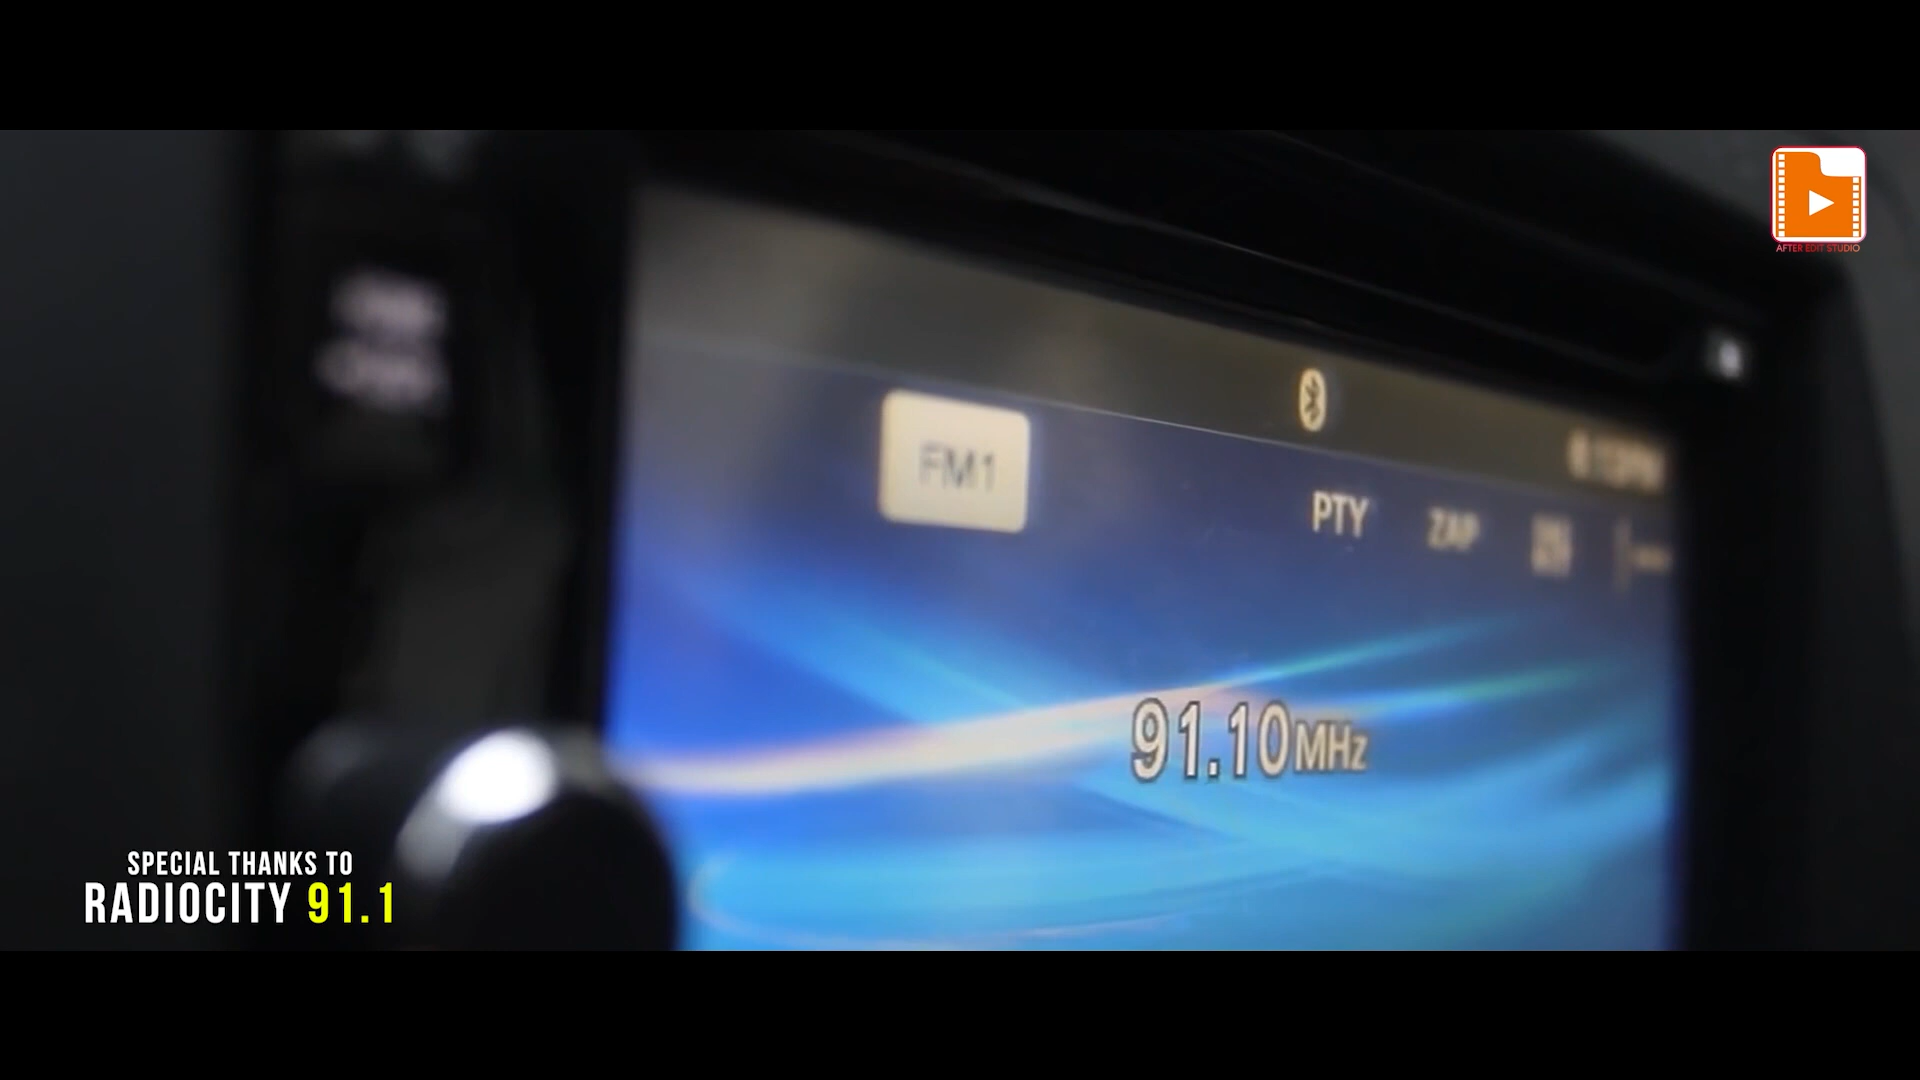 AFTER EDIT STUDIO
FM1
PTY
ZAP
91.10MHz
SPECIAL THANKS TO
RADIOCITY 91.1